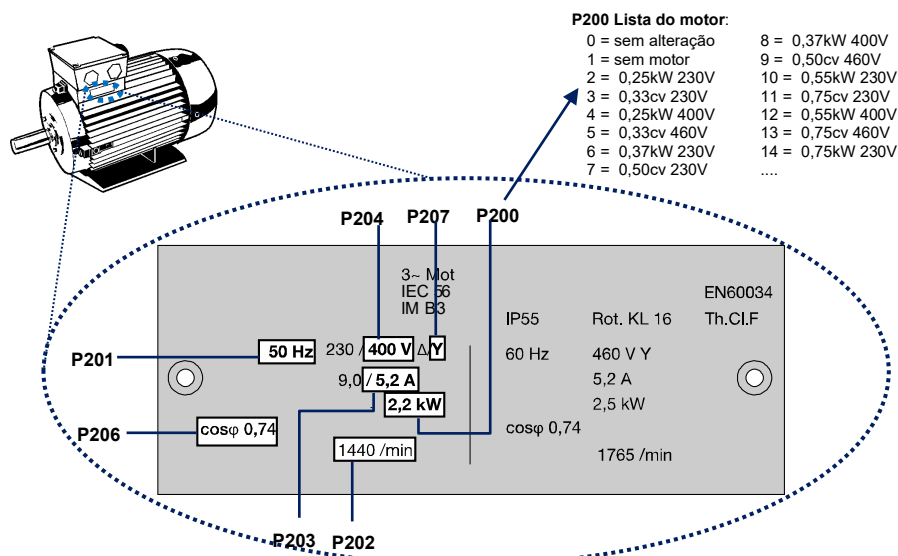 P200 Lista do motor:
0 = sem alteração
1 = sem motor
2 = 0,25kW 230V
3 = 0,33cv 230V
4 = 0,25kW 400V
5 = 0,33cv 460V
6 = 0,37kW 230V
7 = 0,50cv 230V
8 = 0,37kW 400V
9 = 0,50cv 460V
10 = 0,55kW 230V
11 = 0,75cv 230V
12 = 0,55kW 400V
13 = 0,75cv 460V
14 = 0,75kW 230V
....
P204 P207 P200
3~ Mot
IEC 56
IM B3
EN60034
IP55 Rot. KL 16 Th.Cl.F
P201 50 Hz 230 / 400 V Δ/Y 60 Hz 460 V Y
9,0 / 5,2 A 5,2 A
2,2 kW 2,5 kW
P206 cosφ 0,74 cosφ 0,74
1440 /min 1765 /min
P203 P202